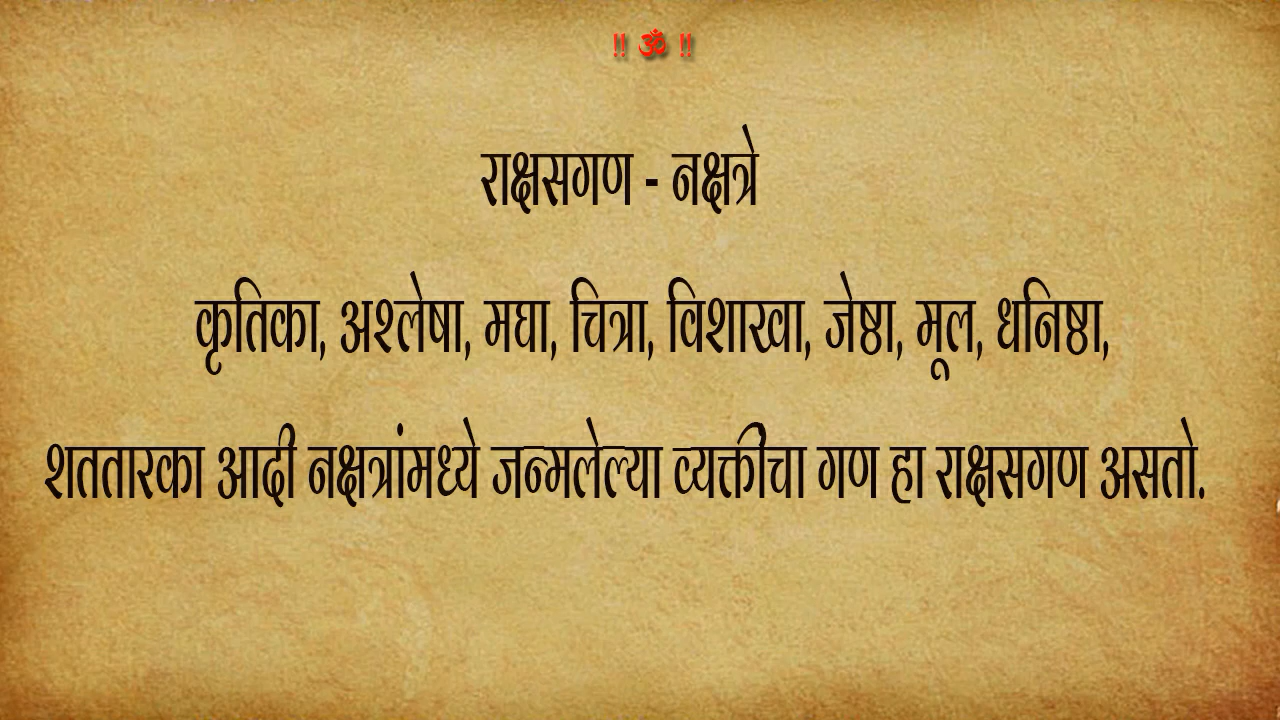 !! ॐ !!
राक्षसगण - नक्षत्रे
कृतिका, अश्लेषा, मघा, चित्रा, विशाखा, जेष्ठा, मूल, धनिष्ठा,
शततारका आदी नक्षत्रांमध्ये जन्मलेल्या व्यक्तीचा गण हा राक्षसगण असतो.